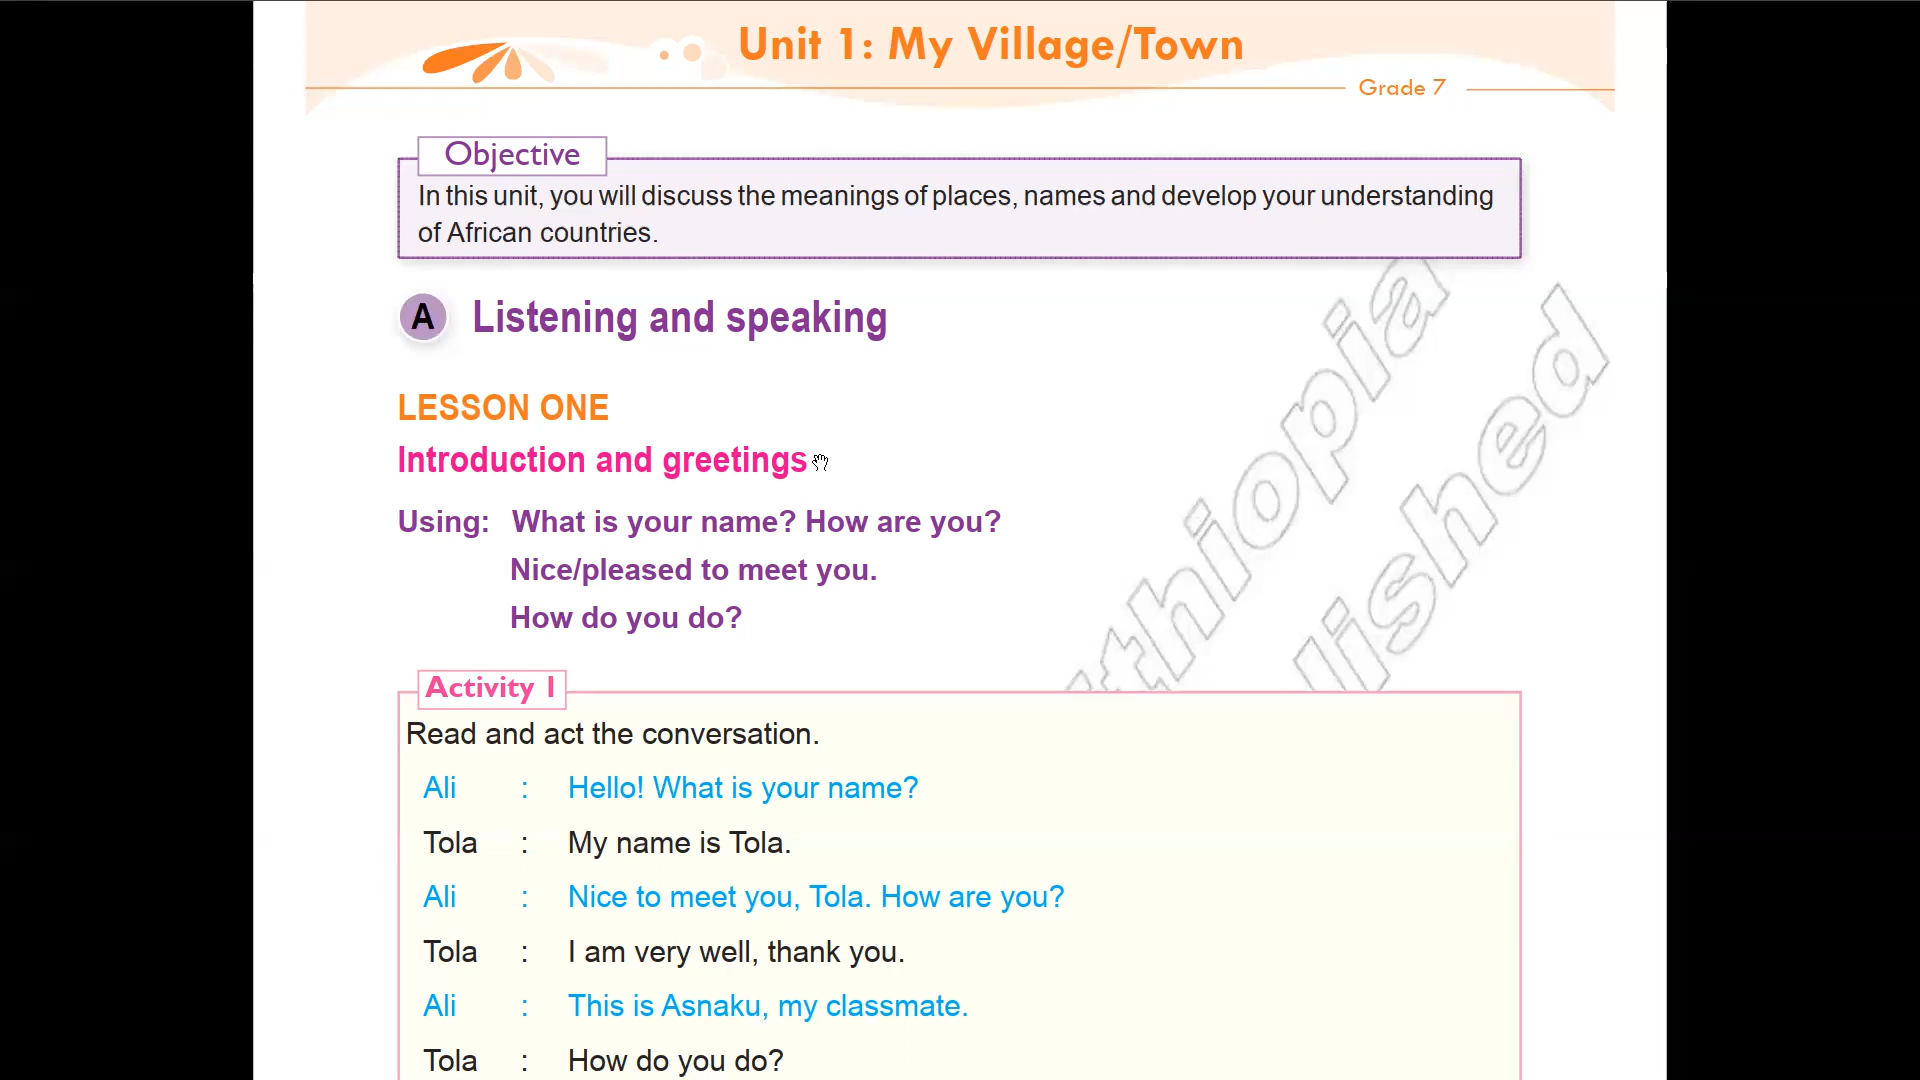 Unit 1: My Village/Town
Grade 7
Objective
In this unit, you will discuss the meanings of places, names and develop your understanding
of African countries.
A Listening and speaking
LESSON ONE
Introduction and greetings
Using: What is your name? How are you?
Nice/pleased to meet you.
How do you do?
Activity 1
Read and act the conversation.
Ali : Hello! What is your name?
Tola : My name is Tola.
Ali : Nice to meet you, Tola. How are you?
Tola : I am very well, thank you.
Ali : This is Asnaku, my classmate.
Tola : How do you do?
thiopia
lished